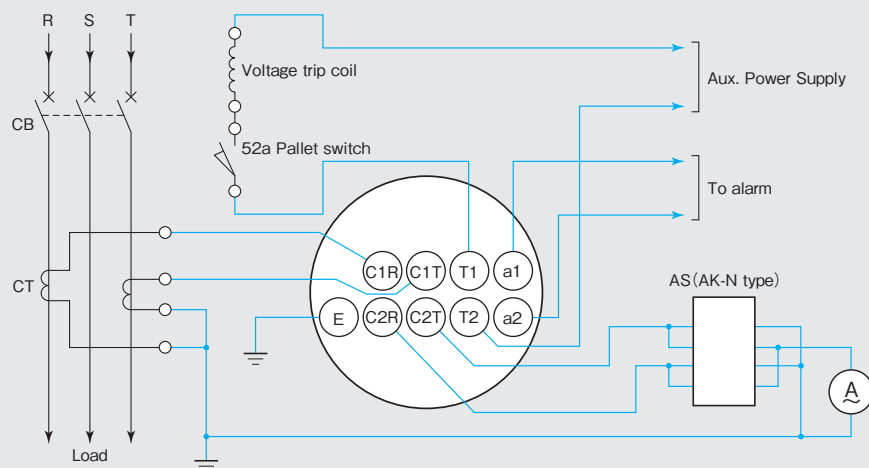 R S T
Voltage trip coil
Aux. Power Supply
CB
52a Pallet switch
To alarm
C1R C1T T1 a1
CT
AS(AK-N type)
E C2R C2T T2 a2
A
Load